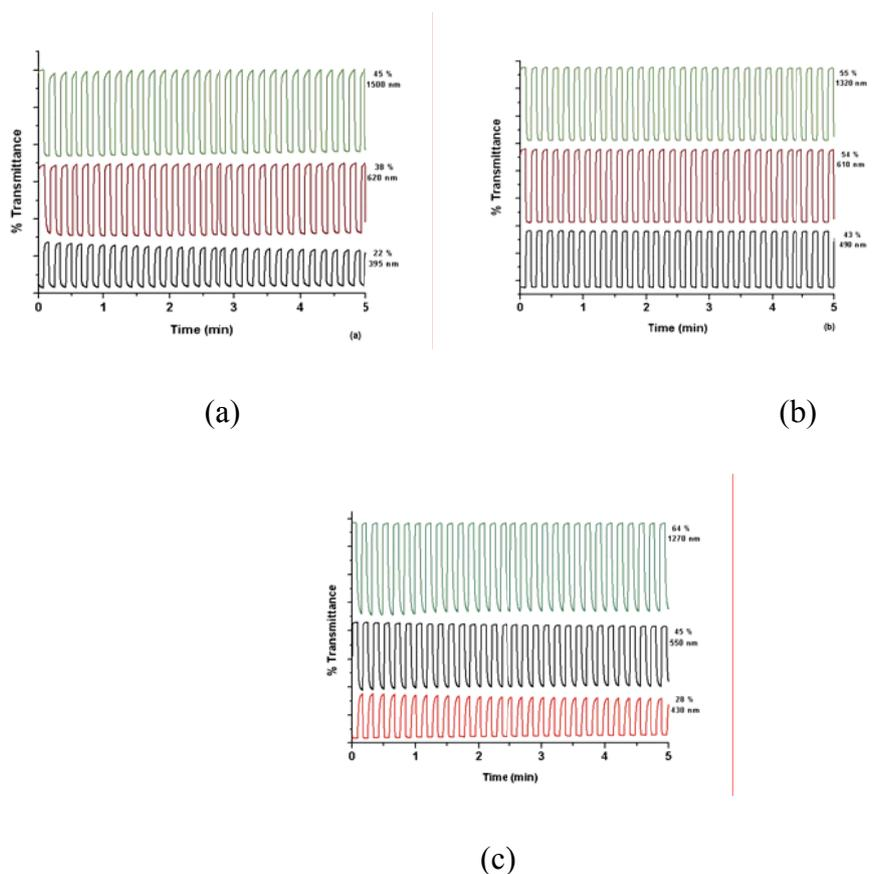 45 %
1500 nm
38 %
620 nm
22 %
395 nm
% Transmittance
0 1 2 3 4 5
Time (min)
(a)
55 %
1320 nm
54 %
610 nm
43 %
490 nm
% Transmittance
0 1 2 3 4 5
Time (min)
(b)
(a)
(b)
64 %
1270 nm
45 %
550 nm
28 %
430 nm
% Transmittance
0 1 2 3 4 5
Time (min)
(c)